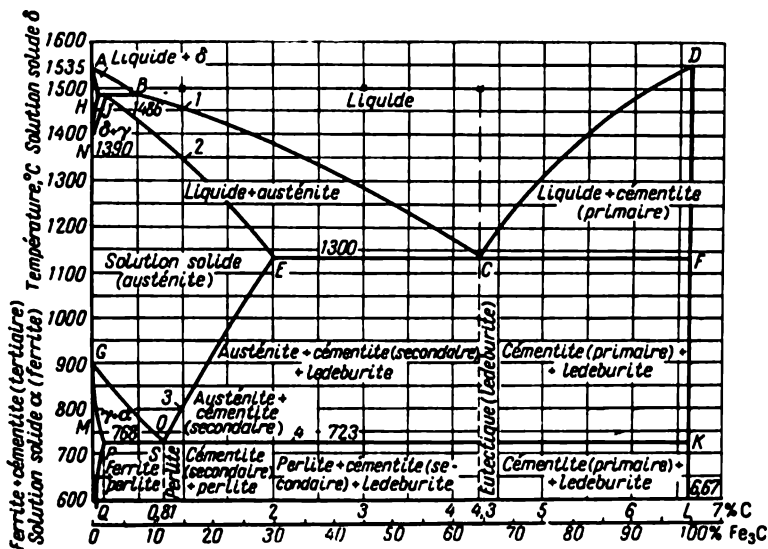 Ferrite + cémentite (tertiaire)
Solution solide α (ferrite)
Température, °C
Solution solide δ
1600
1535
1500
1400
1300
1200
1100
1000
900
800
700
600
A
Liquide + δ
D
H
J
B
1486
1
Liquide
δ+γ
N
1390
2
Liquide + austénite
Liquide + cémentite
(primaire)
Solution solide
(austénite)
1300
E
C
F
G
Austénite + cémentite (secondaire)
+ ledeburite
Cémentite (primaire) +
+ ledeburite
3
Austénite +
cémentite
(secondaire)
M
γ+α
768
O
4
723
K
P
S
Ferrite
perlite
Perlite
Cémentite
(secondaire)
+ perlite
Perlite + cémentite (se-
condaire) + ledeburite
Eutectique (ledeburite)
Cémentite (primaire) +
+ ledeburite
6,67
0 Q 0,81 2 3 4 4,3 5 6 L 7 % C
0 10 20 30 40 50 60 70 80 90 100% Fe₃C